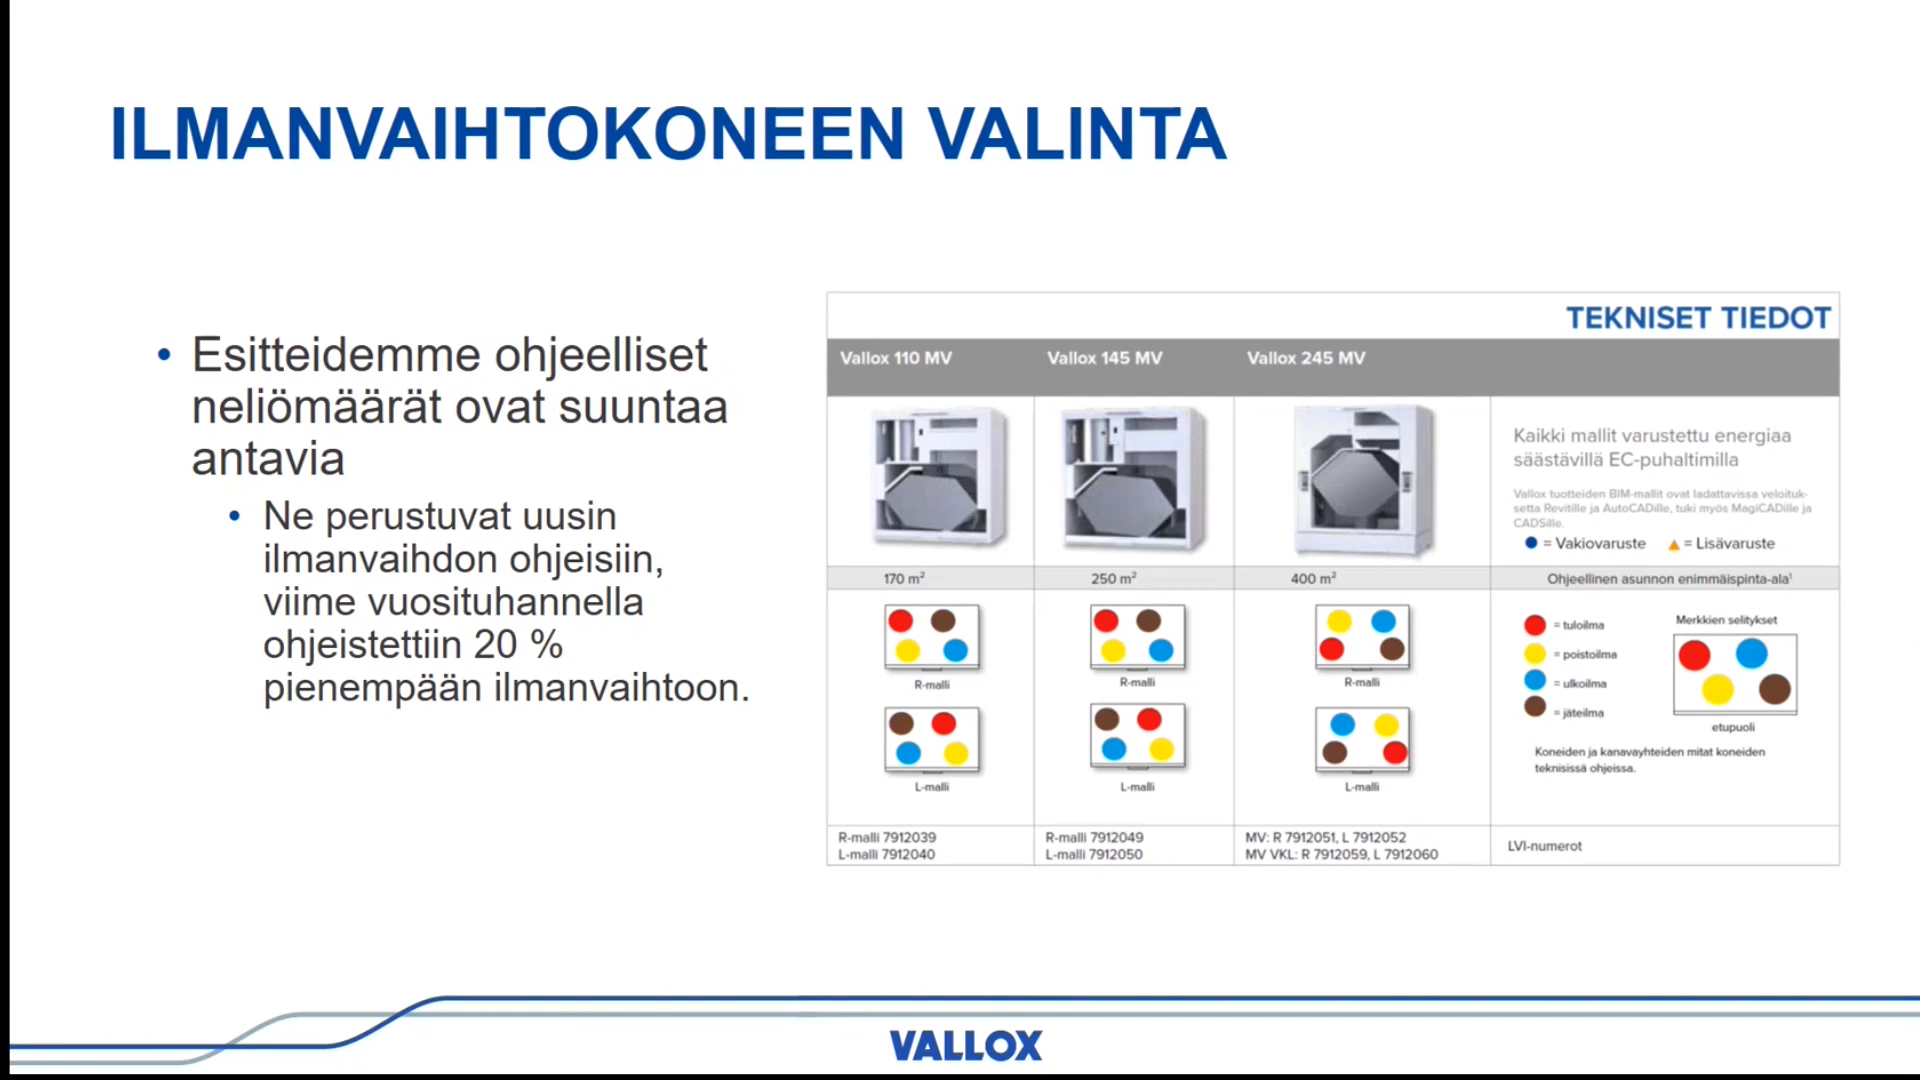 ILMANVAIHTOKONEEN VALINTA
• Esitteidemme ohjeelliset
neliömäärät ovat suuntaa
antavia
• Ne perustuvat uusin
ilmanvaihdon ohjeisiin,
viime vuosituhannella
ohjeistettiin 20 %
pienempään ilmanvaihtoon.
TEKNISET TIEDOT
Vallox 110 MV
Vallox 145 MV
Vallox 245 MV
Kaikki mallit varustettu energiaa
säästävillä EC-puhaltimilla
Vallox tuotteiden BIM-mallit ovat ladattavissa veloituk-
setta Revitille ja AutoCADille, tuki myös MagiCADille ja
CADSille.
= Vakiovaruste
= Lisävaruste
170 m²
250 m²
400 m²
Ohjeellinen asunnon enimmäispinta-ala¹
R-malli
R-malli
R-malli
L-malli
L-malli
L-malli
= tuloilma
= poistoilma
= ulkoilma
= jäteilma
Merkkien selitykset
etupuoli
Koneiden ja kanavayhteiden mitat koneiden
teknisissä ohjeissa.
R-malli 7912039
L-malli 7912040
R-malli 7912049
L-malli 7912050
MV: R 7912051, L 7912052
MV VKL: R 7912059, L 7912060
LVI-numerot
VALLOX